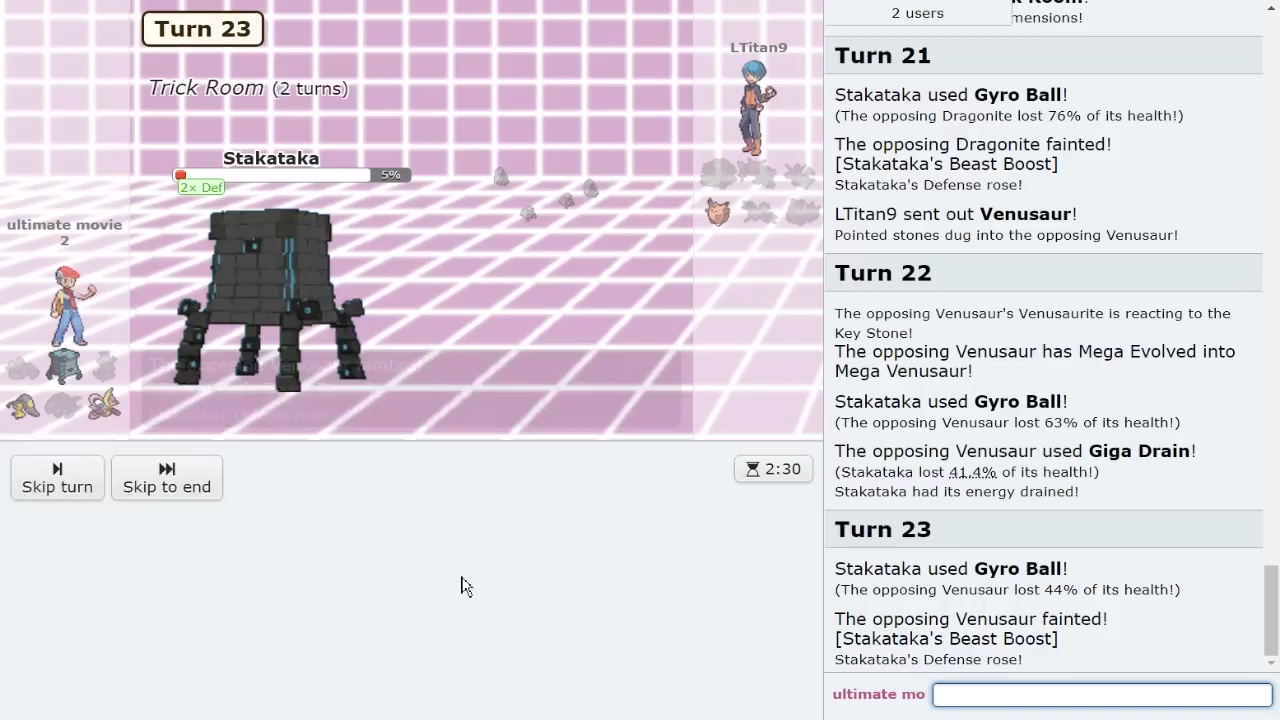 Turn 23
Trick Room (2 turns)
Stakataka
5%
2× Def
ultimate movie
2
LTitan9
Skip turn
Skip to end
2:30
2 users
mensions!
Turn 21
Stakataka used Gyro Ball!
(The opposing Dragonite lost 76% of its health!)
The opposing Dragonite fainted!
[Stakataka's Beast Boost]
Stakataka's Defense rose!
LTitan9 sent out Venusaur!
Pointed stones dug into the opposing Venusaur!
Turn 22
The opposing Venusaur's Venusaurite is reacting to the
Key Stone!
The opposing Venusaur has Mega Evolved into
Mega Venusaur!
Stakataka used Gyro Ball!
(The opposing Venusaur lost 63% of its health!)
The opposing Venusaur used Giga Drain!
(Stakataka lost 41.4% of its health!)
Stakataka had its energy drained!
Turn 23
Stakataka used Gyro Ball!
(The opposing Venusaur lost 44% of its health!)
The opposing Venusaur fainted!
[Stakataka's Beast Boost]
Stakataka's Defense rose!
ultimate mo